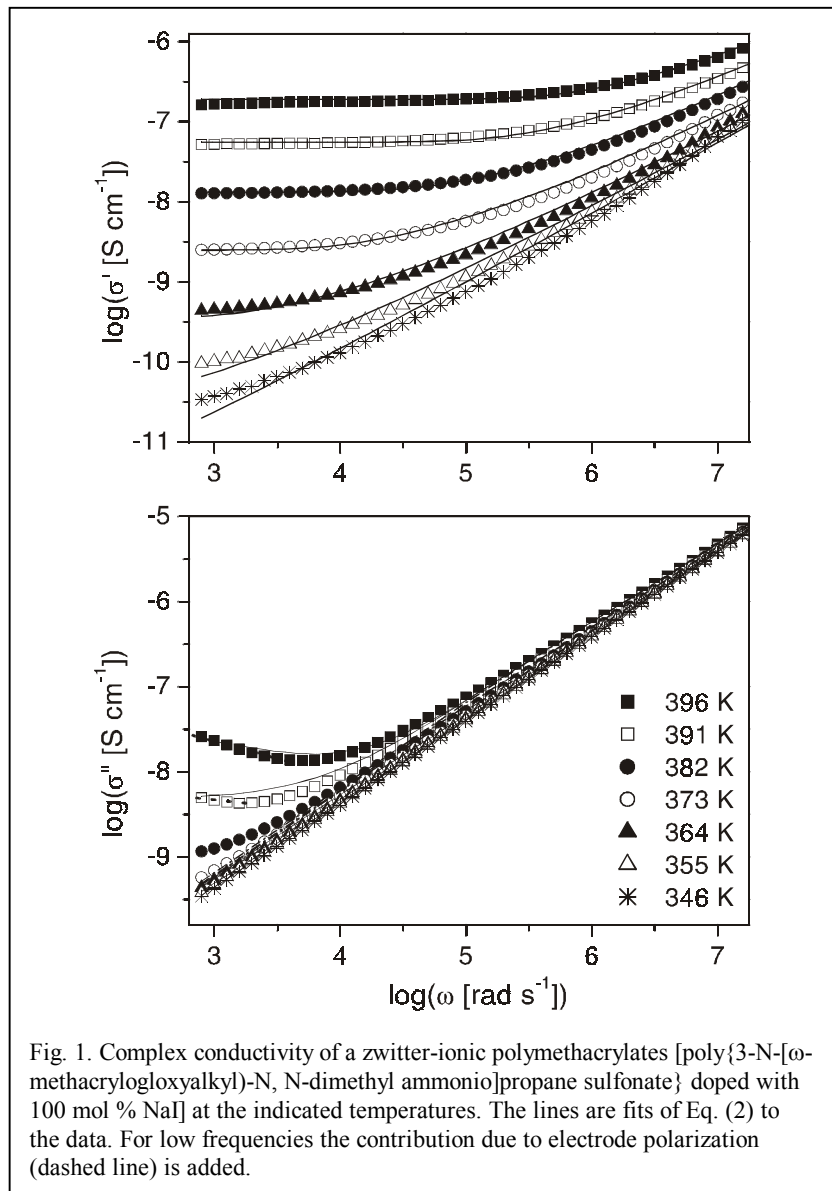 -6
-7
-8
-9
-10
-11
log(σ' [S cm⁻¹])
3 4 5 6 7
-5
-6
-7
-8
-9
log(σ'' [S cm⁻¹])
396 K
391 K
382 K
373 K
364 K
355 K
346 K
3 4 5 6 7
log(ω [rad s⁻¹])
Fig. 1. Complex conductivity of a zwitter-ionic polymethacrylates [poly{3-N-[ω-
methacrylogloxyalkyl)-N, N-dimethyl ammonio]propane sulfonate} doped with
100 mol % NaI] at the indicated temperatures. The lines are fits of Eq. (2) to
the data. For low frequencies the contribution due to electrode polarization
(dashed line) is added.